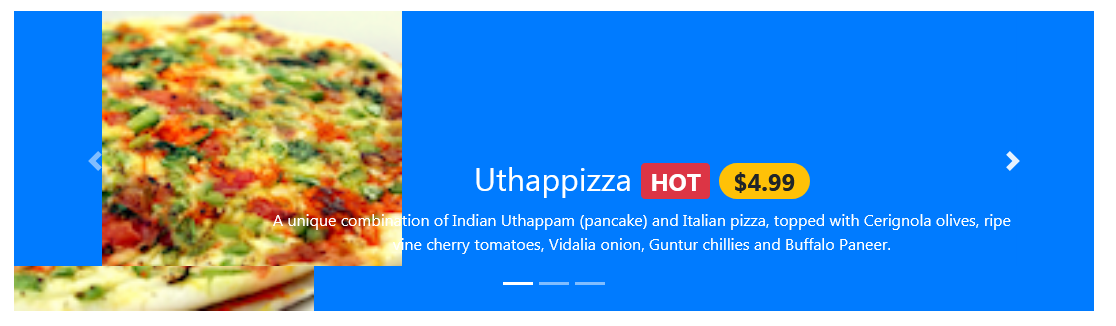 Uthappizza HOT $4.99
A unique combination of Indian Uthappam (pancake) and Italian pizza, topped with Cerignola olives, ripe
cherry tomatoes, Vidalia onion, Guntur chillies and Buffalo Paneer.